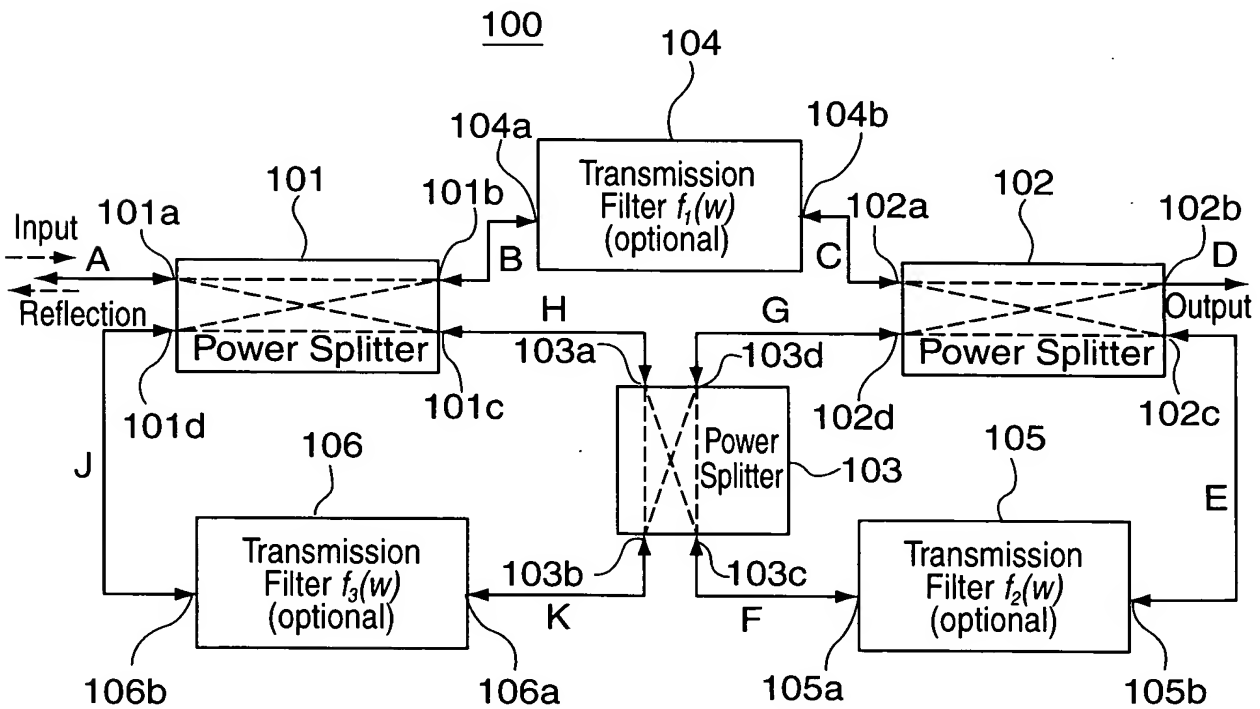 100
104
104a
104b
Transmission
Filter f₁(w)
(optional)
101
101b
101a
102
102a
102b
Input
A
B
C
D
Reflection
Output
Power Splitter
Power Splitter
H
G
103a
103d
101c
101d
102d
102c
Power
Splitter
103
J
106
105
E
Transmission
Filter f₃(w)
(optional)
103b
103c
K
F
Transmission
Filter f₂(w)
(optional)
106b
106a
105a
105b